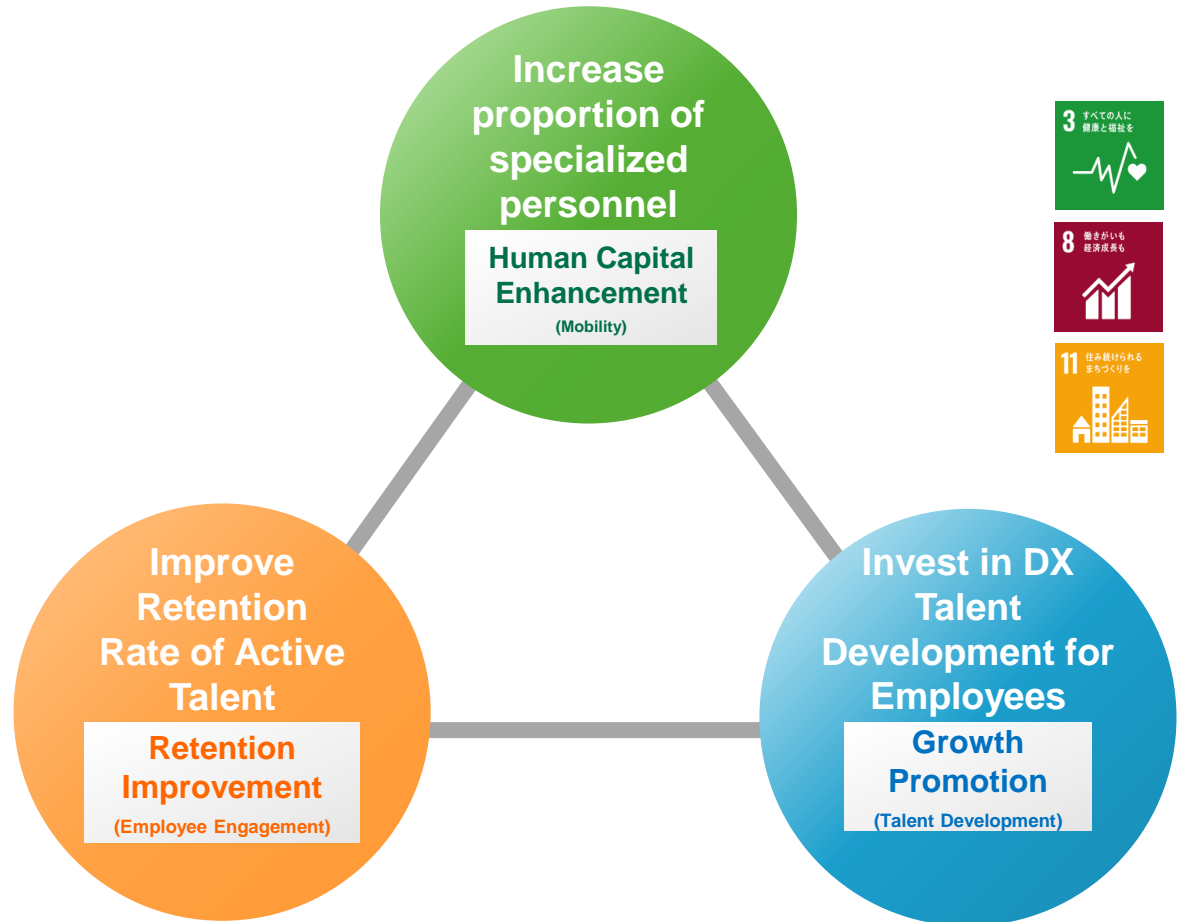 Increase
proportion of
specialized
personnel
Human Capital
Enhancement
(Mobility)
3 すべての人に
健康と福祉を
8 働きがいも
経済成長も
11 住み続けられる
まちづくりを
Improve
Retention
Rate of Active
Talent
Retention
Improvement
(Employee Engagement)
Invest in DX
Talent
Development for
Employees
Growth
Promotion
(Talent Development)